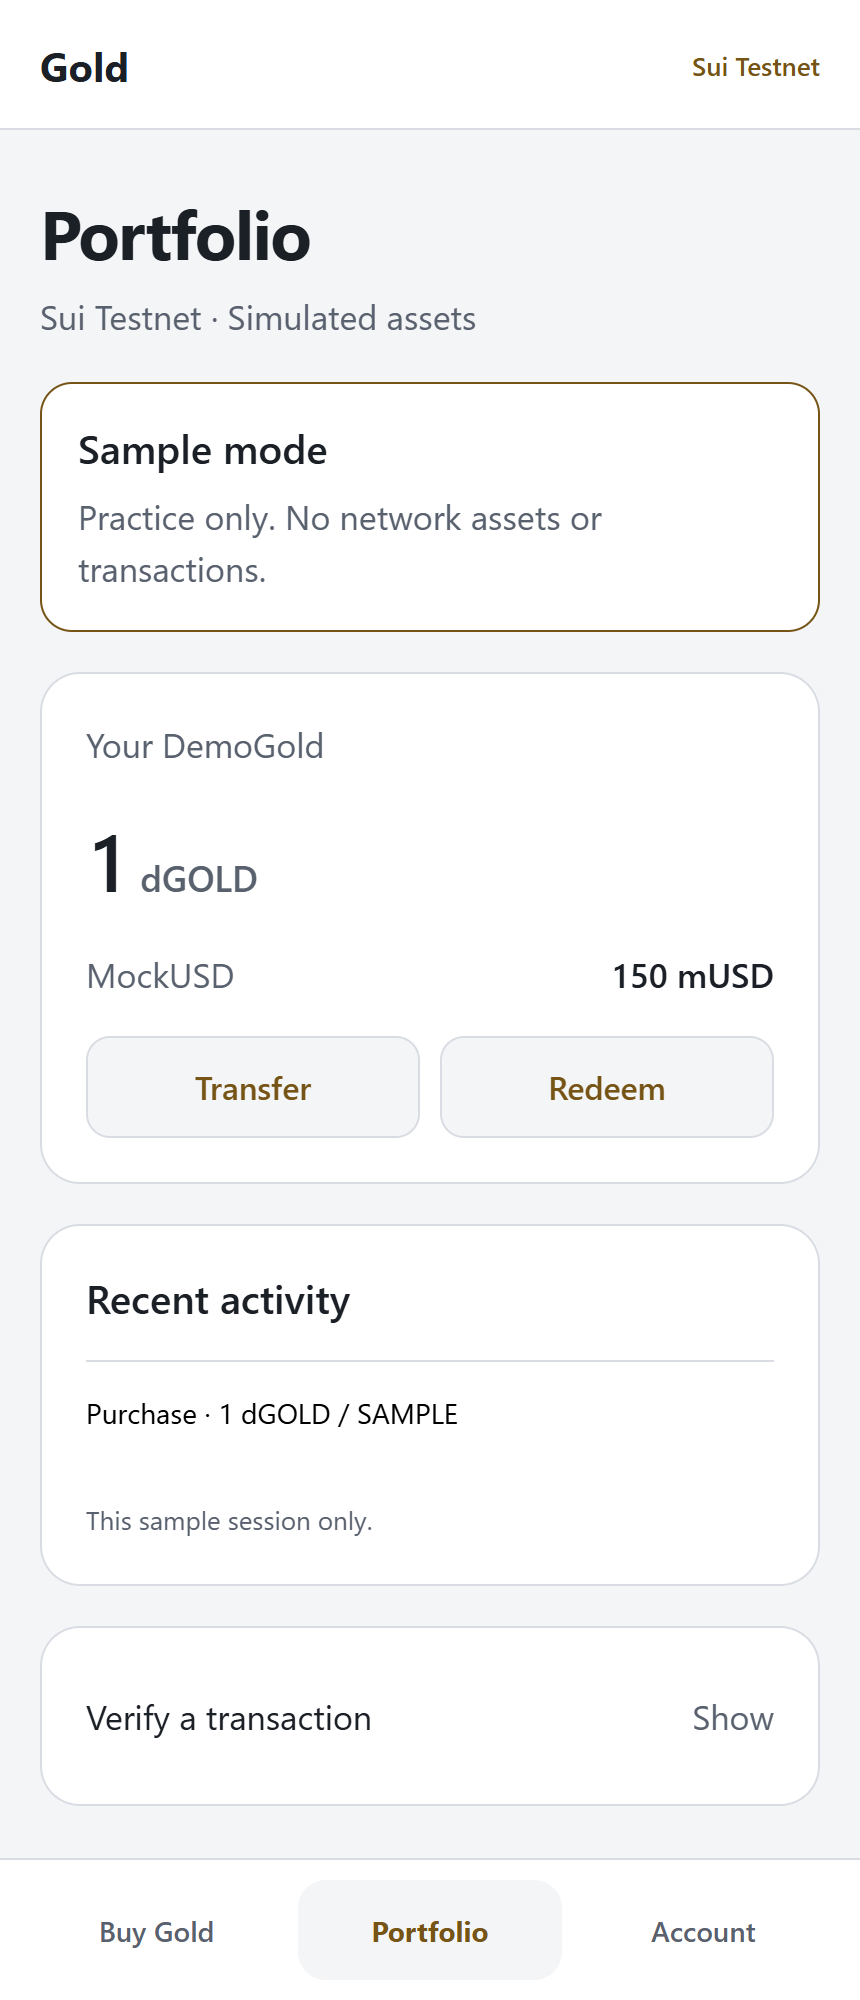 Gold
Sui Testnet
Portfolio
Sui Testnet · Simulated assets
Sample mode
Practice only. No network assets or
transactions.
Your DemoGold
1 dGOLD
MockUSD
150 mUSD
Transfer
Redeem
Recent activity
Purchase · 1 dGOLD / SAMPLE
This sample session only.
Verify a transaction
Show
Buy Gold
Portfolio
Account